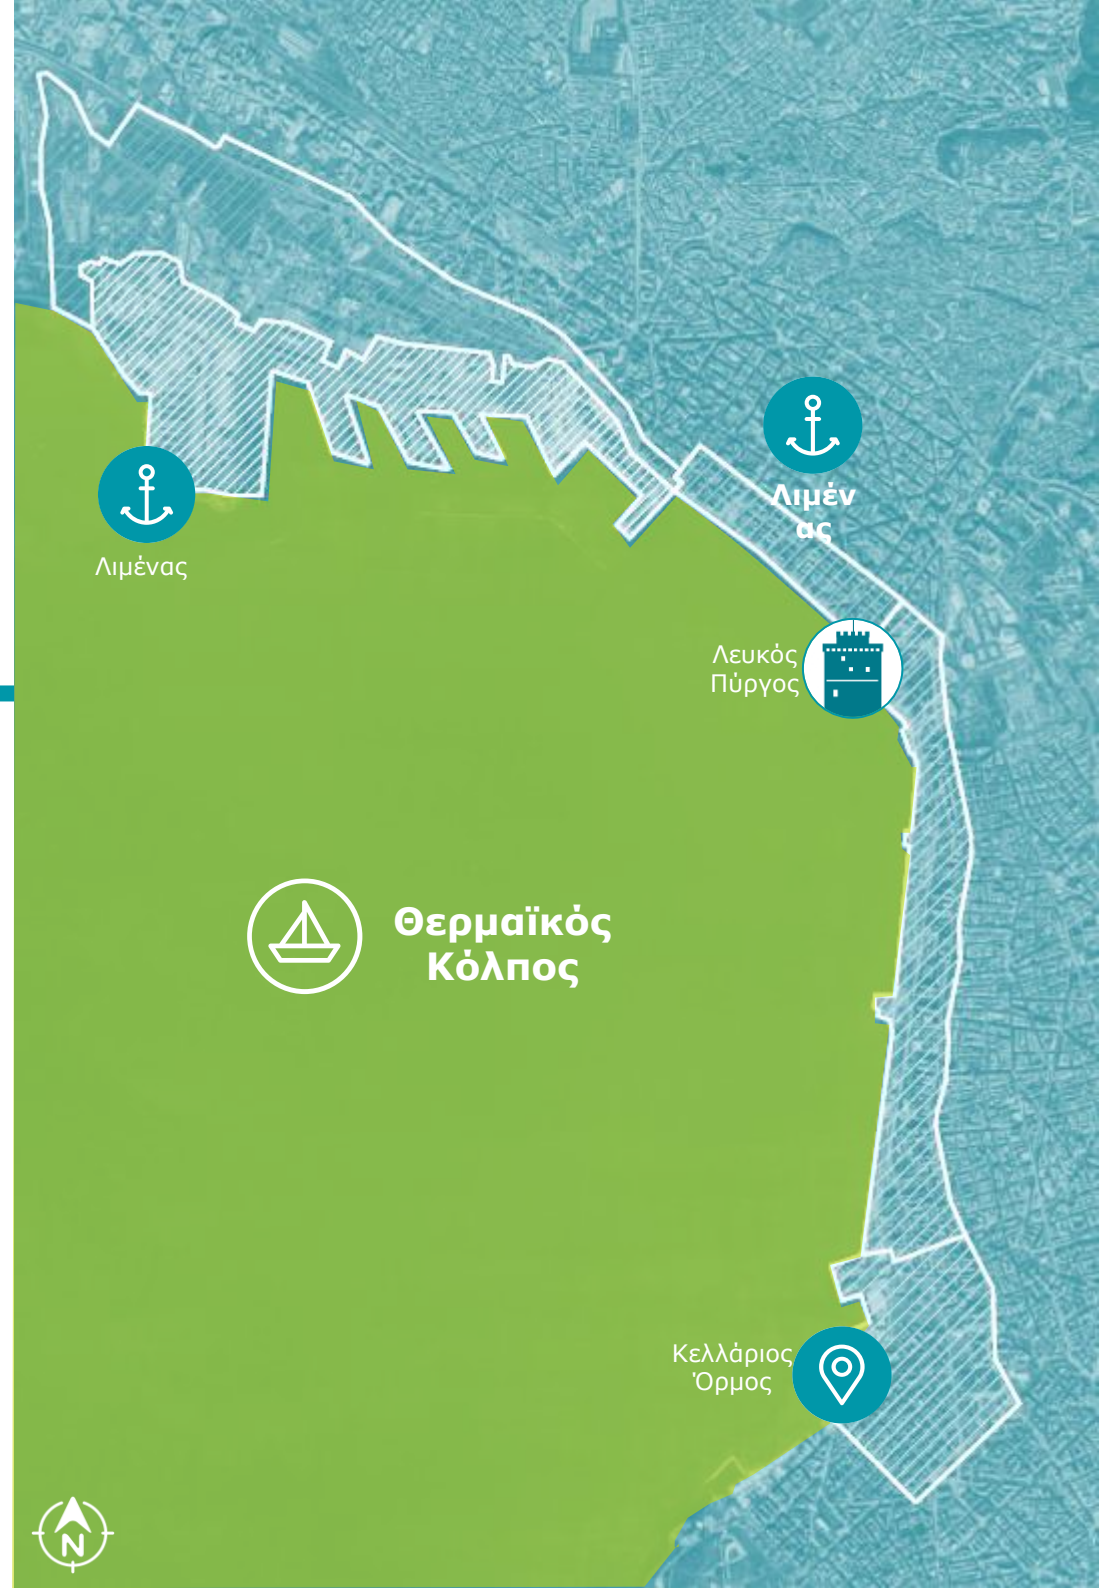 Λιμέν
ας
Λιμένας
Λευκός
Πύργος
Θερμαϊκός
Κόλπος
Κελλάριος
Όρμος
N